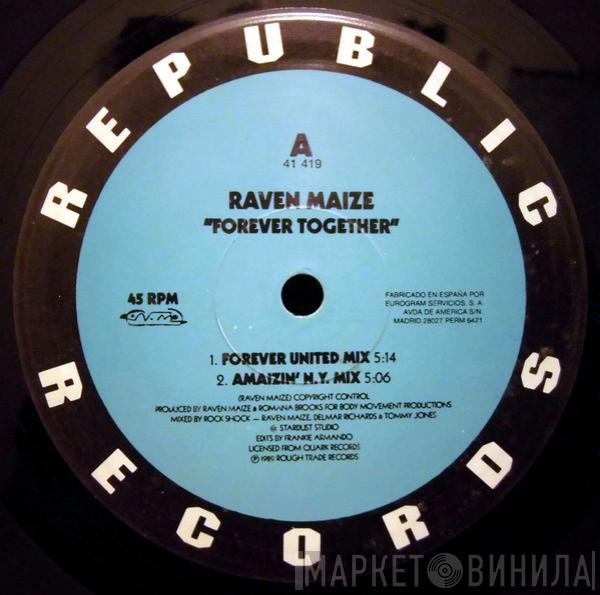 REPUBLIC
RECORDS
A
41 419
RAVEN MAIZE
"FOREVER TOGETHER"
45 RPM
FABRICADO EN ESPAÑA POR
EUROGRAM SERVICIOS, S. A.
AVDA DE AMERICA S/N
MADRID 28027 PERM 6421
1. FOREVER UNITED MIX 5:14
2. AMAIZIN' N.Y. MIX 5:06
(RAVEN MAIZE) COPYRIGHT CONTROL
PRODUCED BY RAVEN MAIZE & ROMANA BROOKS FOR BODY MOVEMENT PRODUCTIONS
MIXED BY ROCK SHOCK — RAVEN MAIZE, DELMAR RICHARDS & TOMMY JONES
@ STARDUST STUDIO
EDITS BY FRANKIE ARMANDO
LICENSED FROM QUARK RECORDS
℗ 1989 ROUGH TRADE RECORDS
МАРКЕТ ВИНИЛА